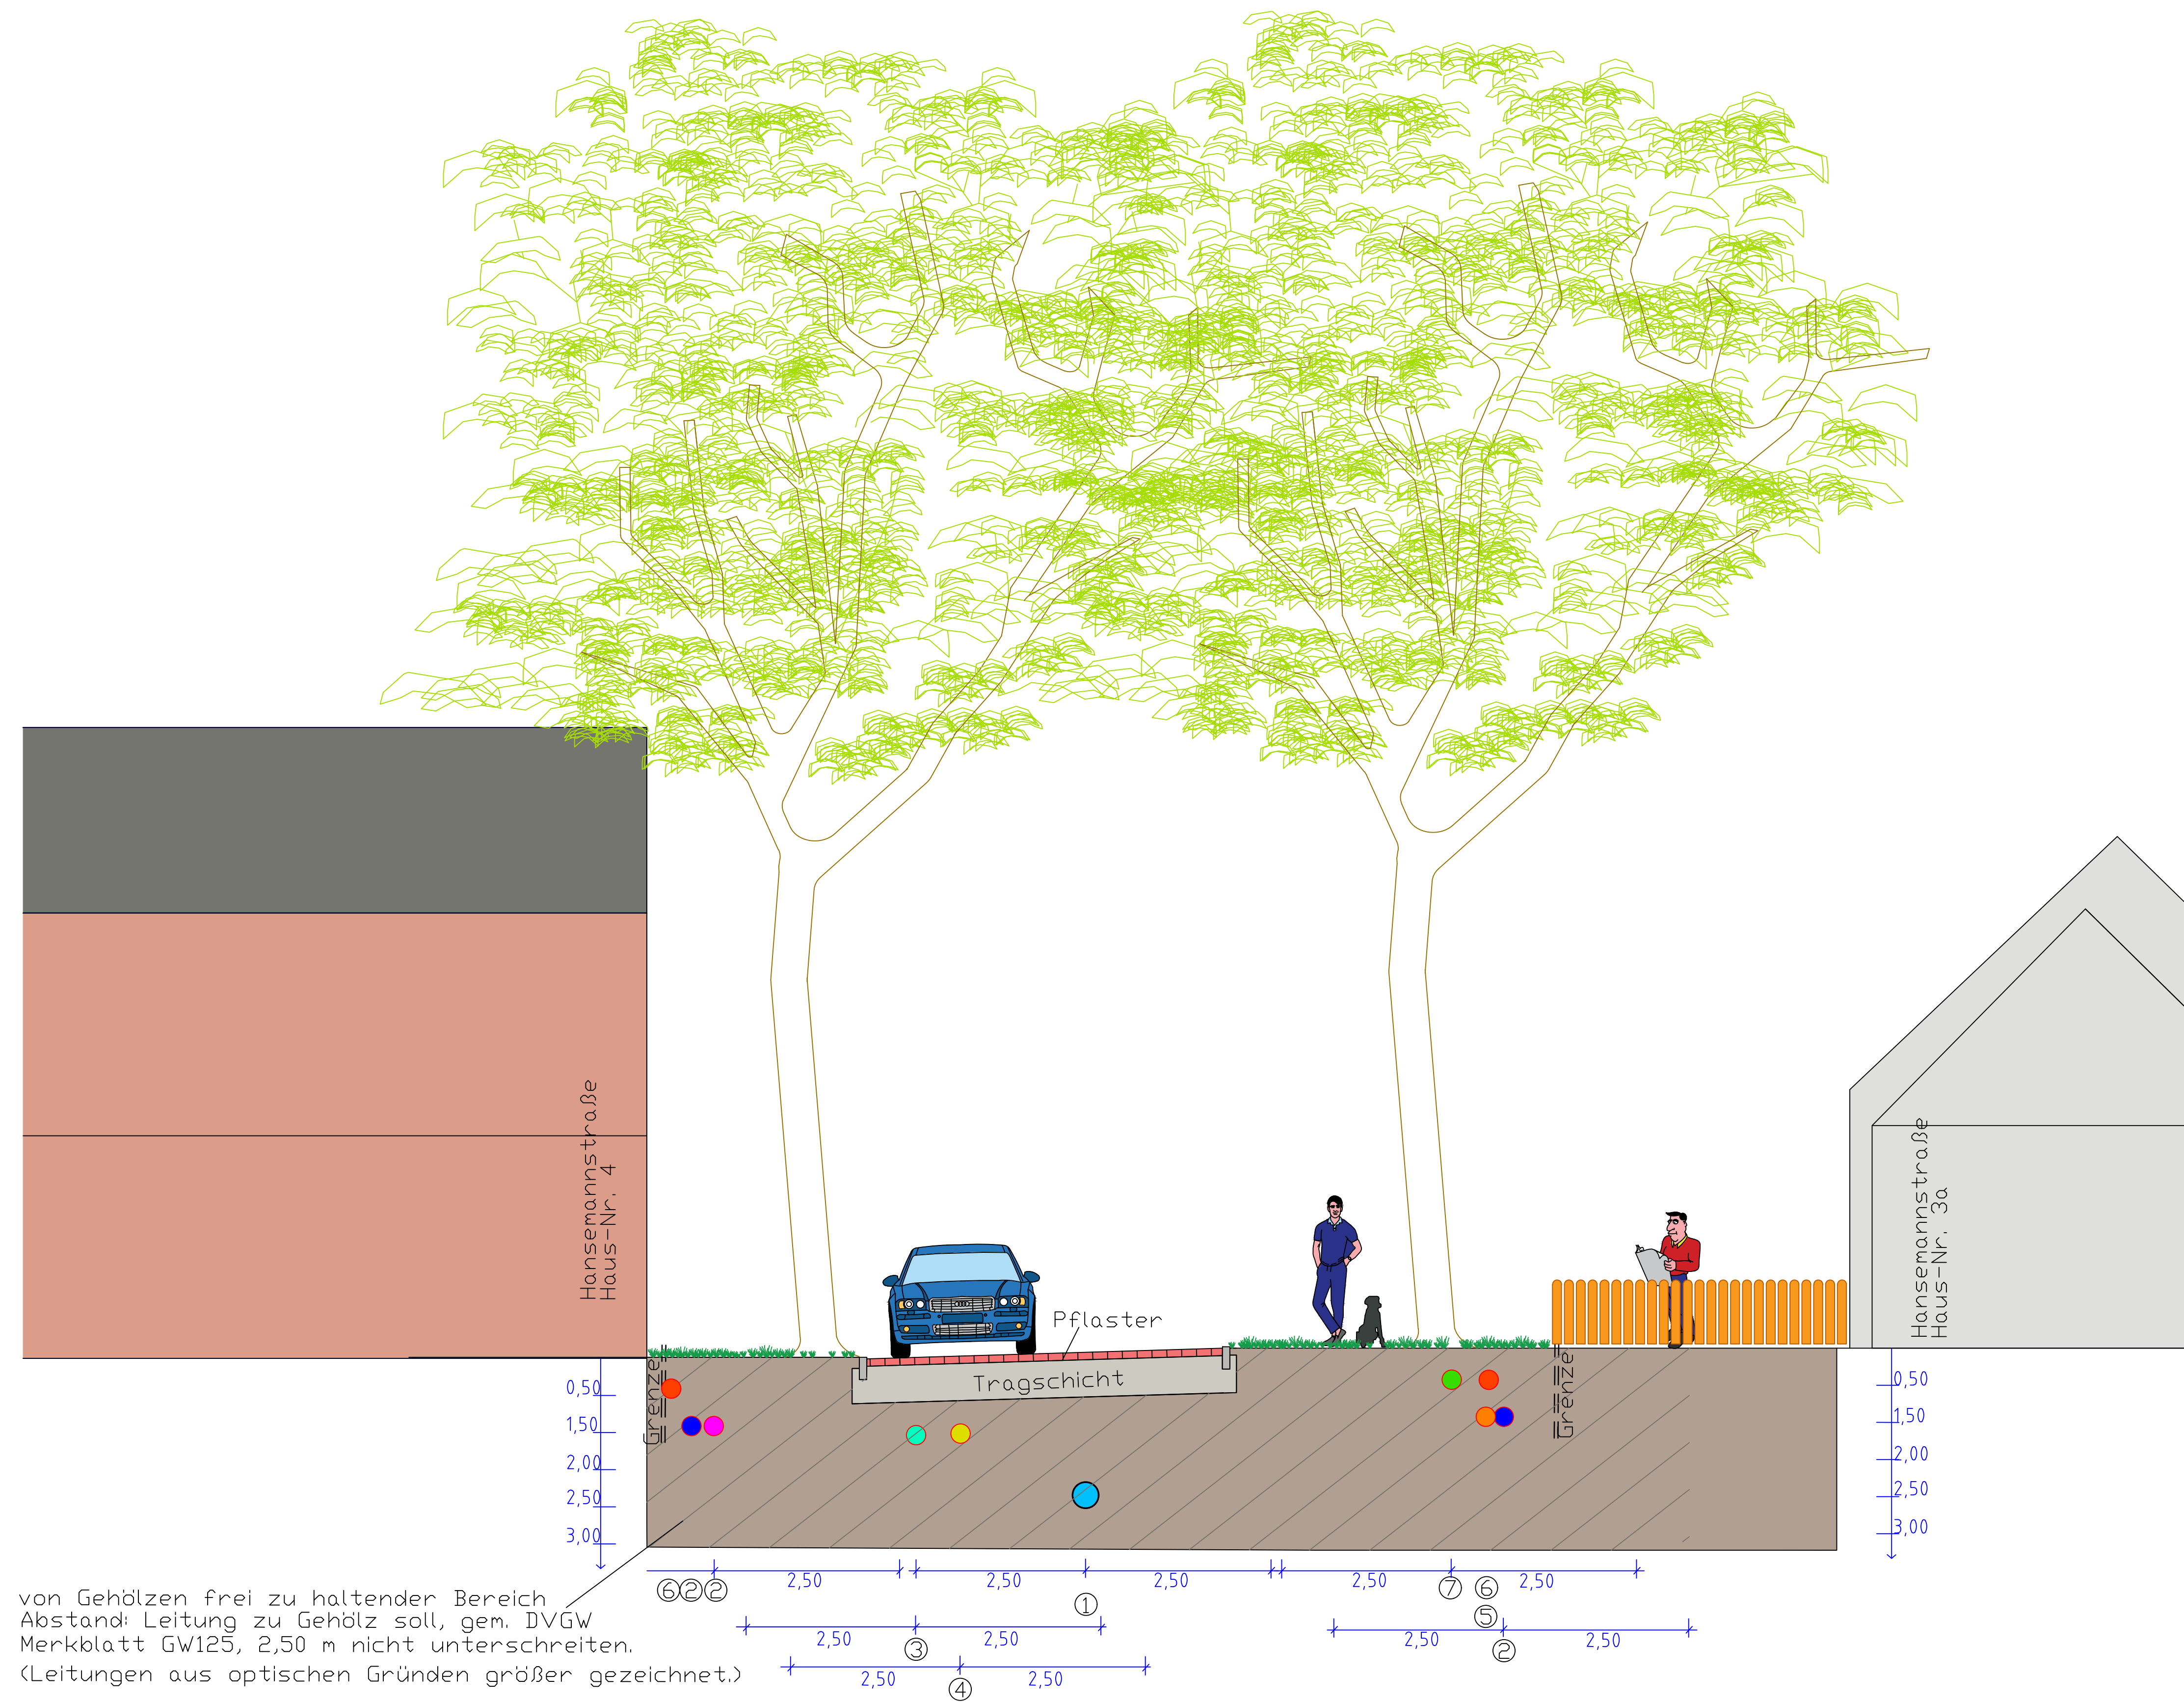 Hansemannstraße
Haus-Nr. 4
Hansemannstraße
Haus-Nr. 3a
Pflaster
Tragschicht
Grenze
Grenze
0,50
1,50
2,00
2,50
3,00
0,50
1,50
2,00
2,50
3,00
2,50
2,50
2,50
2,50
2,50
6 2 2
1
7 6
5
2,50
2,50
2,50
2,50
3
2
2,50
2,50
4
von Gehölzen frei zu haltender Bereich
Abstand: Leitung zu Gehölz soll, gem. DVGW
Merkblatt GW125, 2,50 m nicht unterschreiten.
(Leitungen aus optischen Gründen größer gezeichnet.)